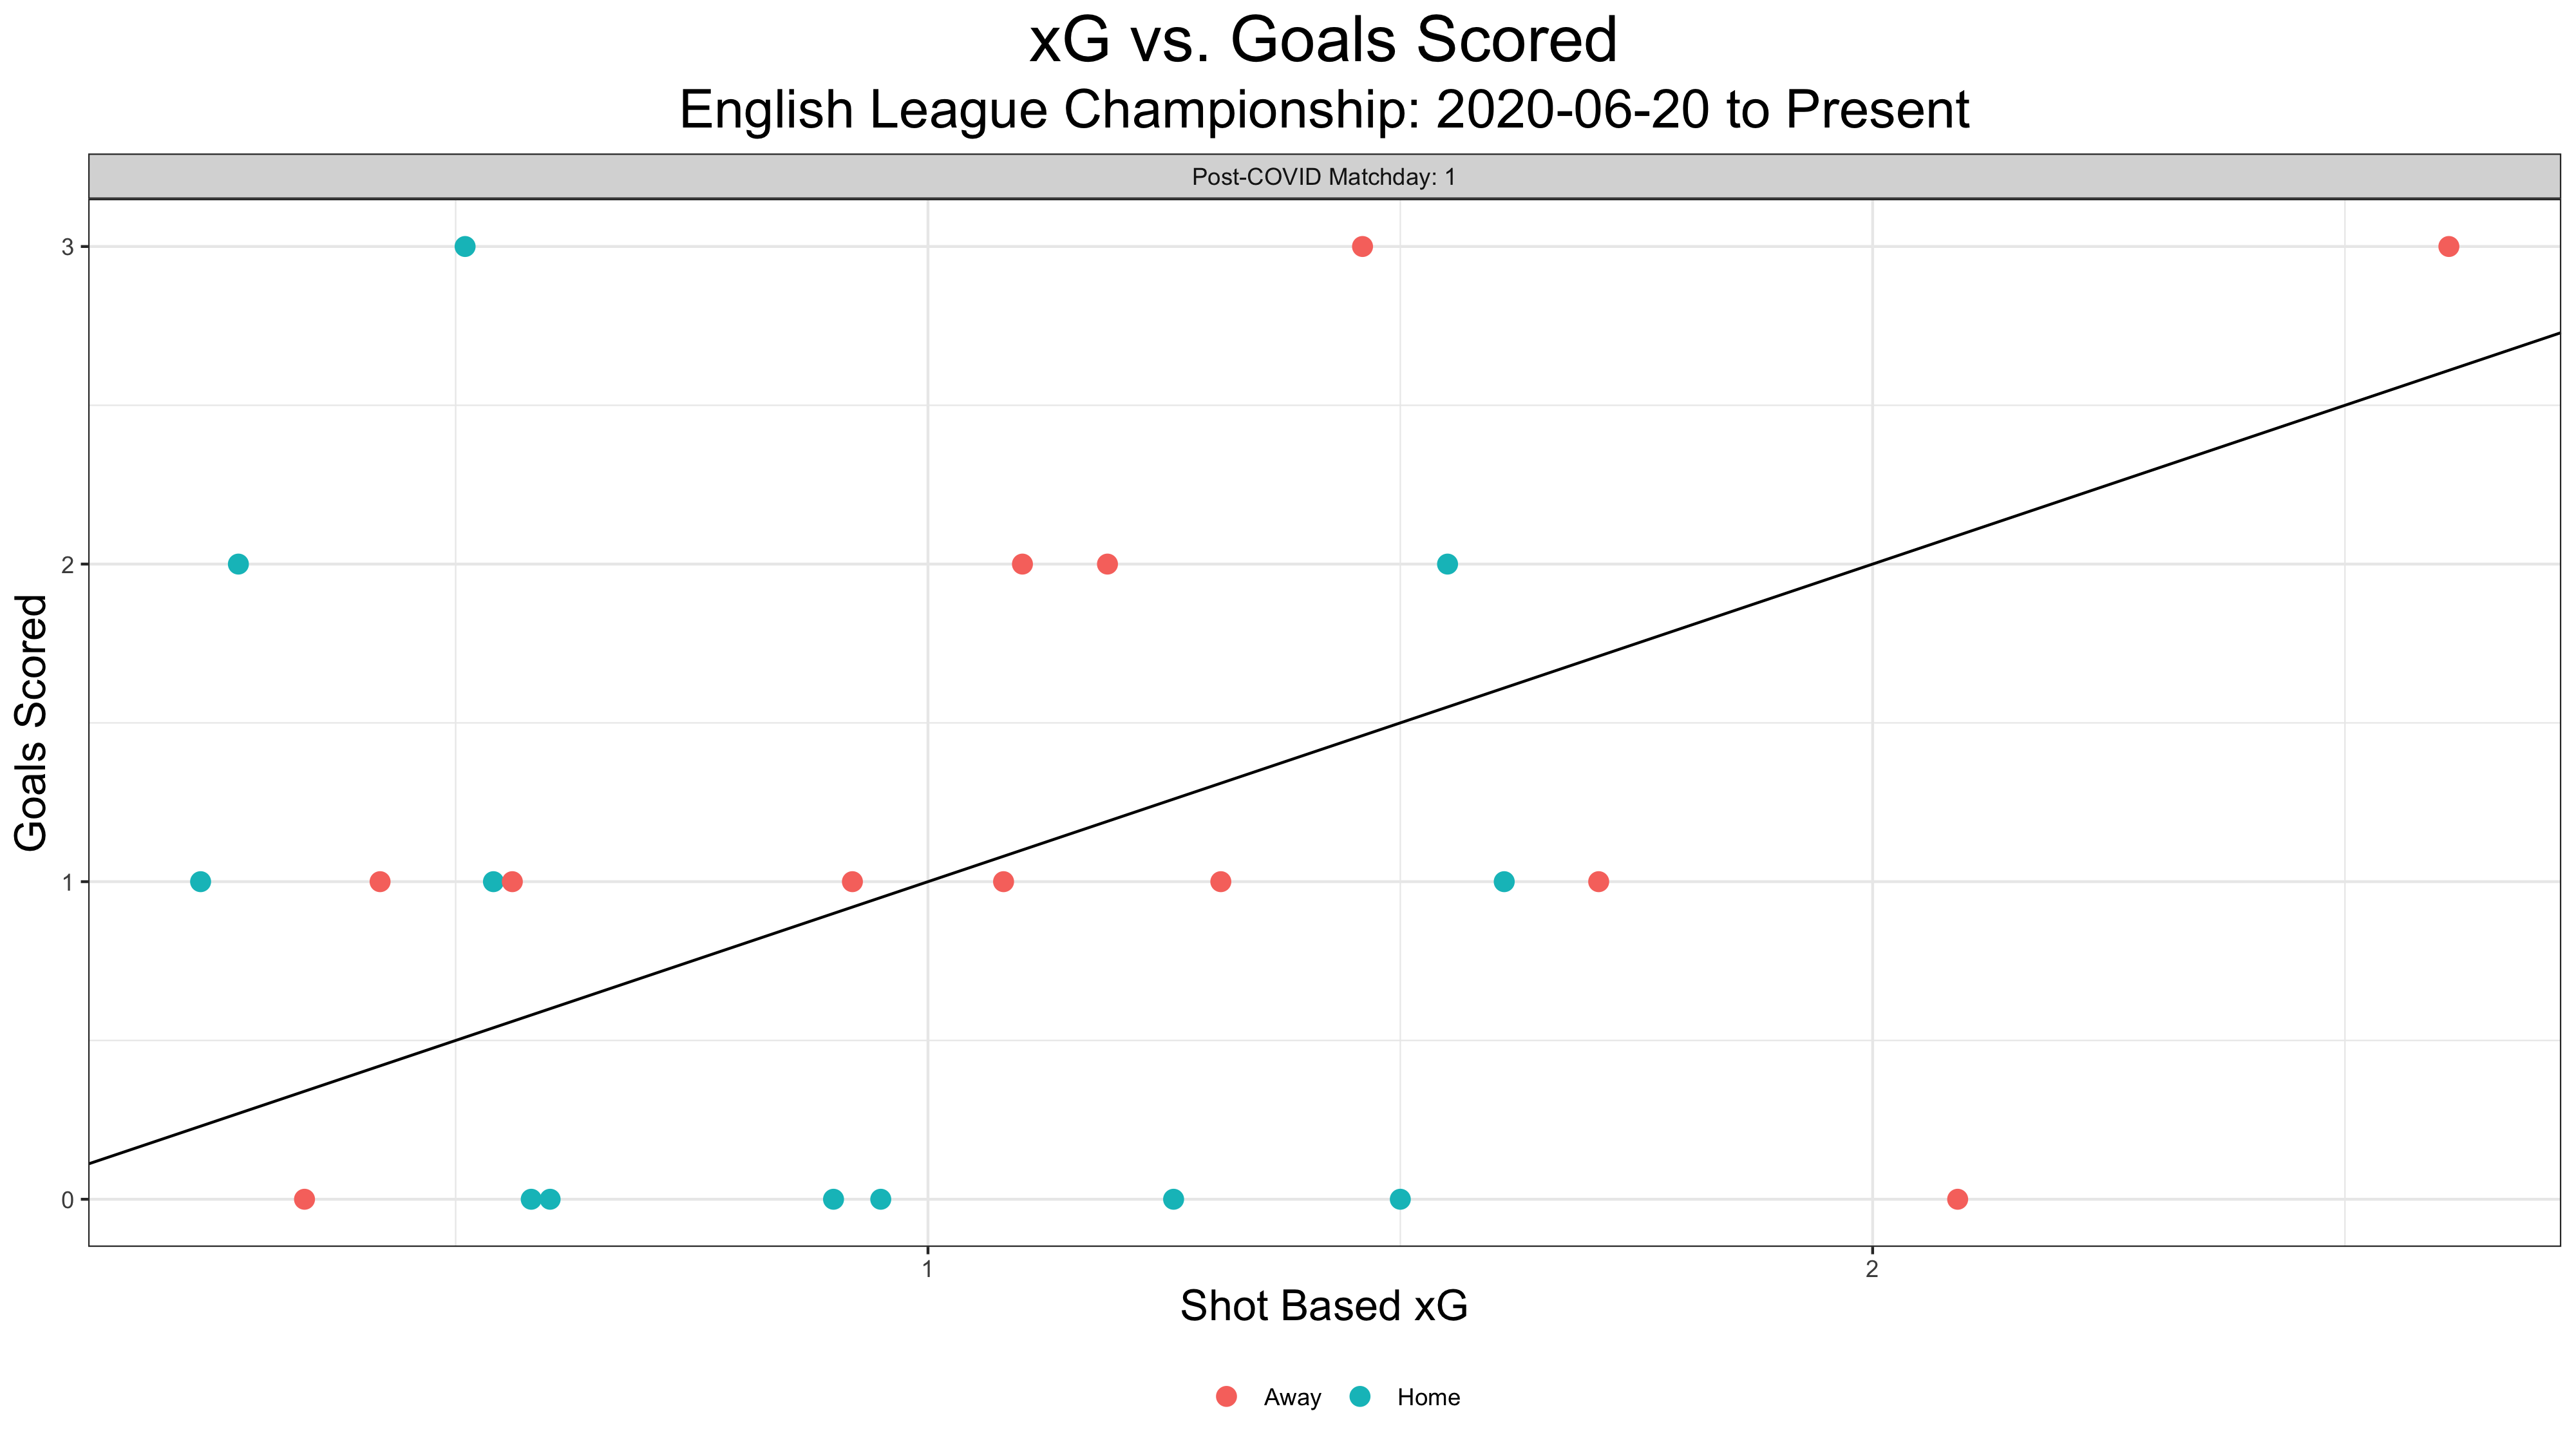 xG vs. Goals Scored
English League Championship: 2020-06-20 to Present
Post-COVID Matchday: 1
3
2
1
0
Goals Scored
1
2
Shot Based xG
Away
Home